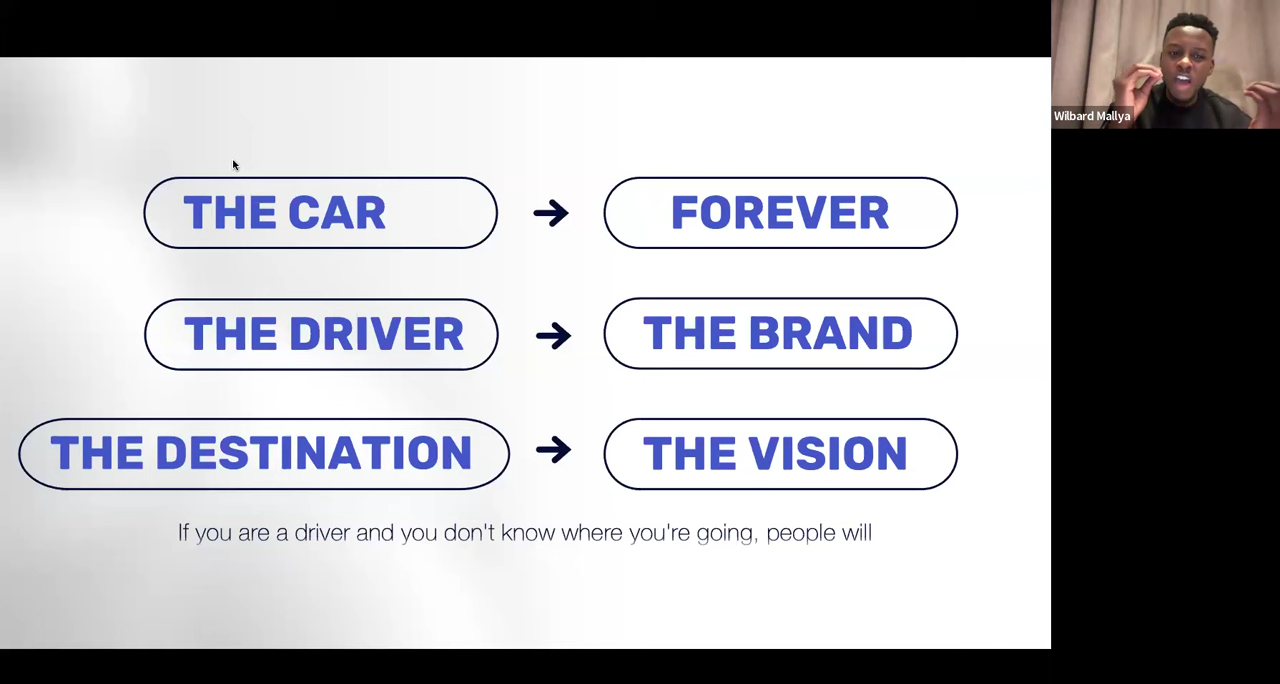 THE CAR → FOREVER
THE DRIVER → THE BRAND
THE DESTINATION → THE VISION
If you are a driver and you don't know where you're going, people will
Wilbard Mallya